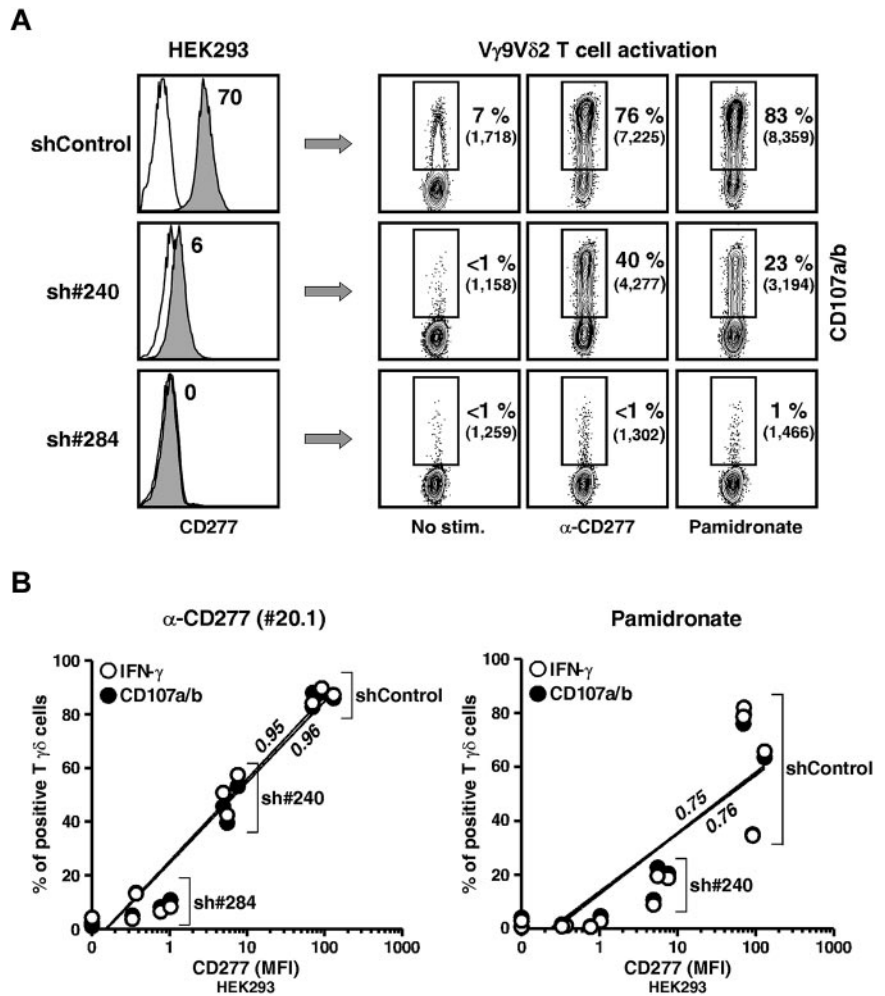 A
HEK293
Vγ9Vδ2 T cell activation
shControl
70
7 %
(1,718)
76 %
(7,225)
83 %
(8,359)
sh#240
6
<1 %
(1,158)
40 %
(4,277)
23 %
(3,194)
CD107a/b
sh#284
0
<1 %
(1,259)
<1 %
(1,302)
1 %
(1,466)
CD277
No stim.
α-CD277
Pamidronate
B
α-CD277 (#20.1)
% of positive T γδ cells
100
80
60
40
20
0
IFN-γ
CD107a/b
shControl
0.95
0.96
sh#240
sh#284
0
1
10
100
1000
CD277 (MFI)
HEK293
Pamidronate
% of positive T γδ cells
100
80
60
40
20
0
IFN-γ
CD107a/b
shControl
0.75
0.76
sh#240
0
1
10
100
1000
CD277 (MFI)
HEK293